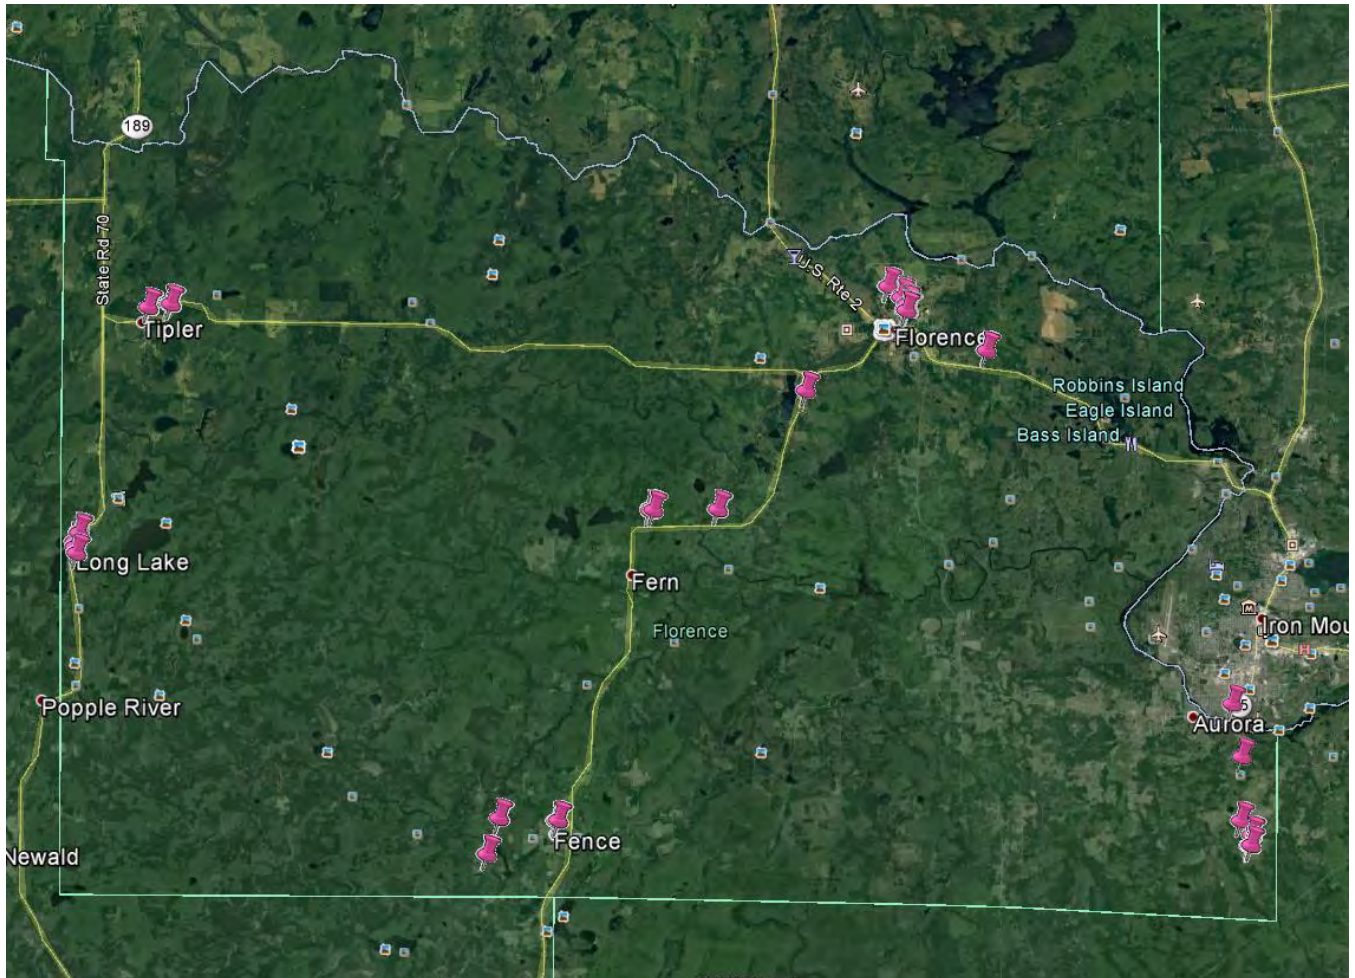 189
State Rd 70
U.S. Rte 2
Tipler
Florence
Robbins Island
Eagle Island
Bass Island
Long Lake
Fern
Florence
Iron Mou
H
Popple River
Aurora
Fence
Newald